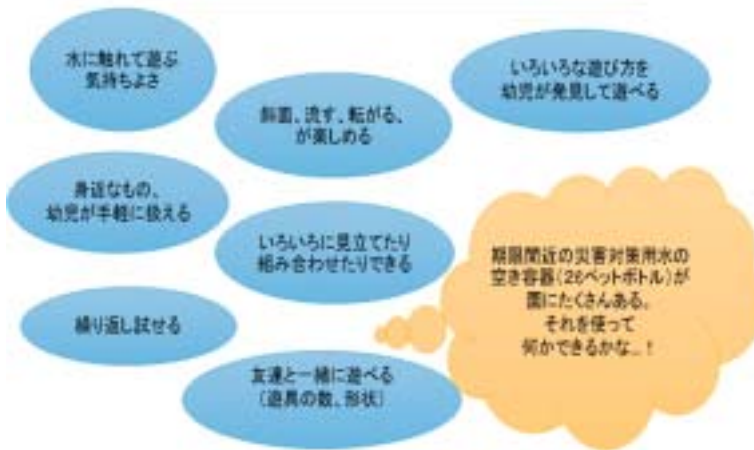 水に触れて遊ぶ
気持ちよさ
いろいろな遊び方を
幼児が発見して遊べる
斜面、流す、転がる、
が楽しめる
身近なもの、
幼児が手軽に扱える
いろいろに見立てたり
組み合わせたりできる
繰り返し試せる
友達と一緒に遊べる
(遊具の数、形状)
期限間近の災害対策用水の
空き容器(2ℓペットボトル)が
園にたくさんある。
それを使って
何かできるかな…!